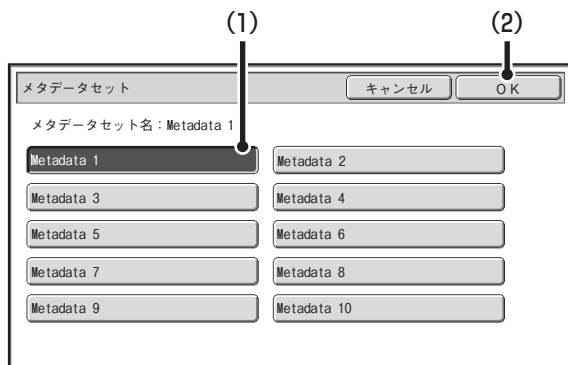 (1) (2)
メタデータセット キャンセル OK
メタデータセット名：Metadata 1
Metadata 1 Metadata 2
Metadata 3 Metadata 4
Metadata 5 Metadata 6
Metadata 7 Metadata 8
Metadata 9 Metadata 10